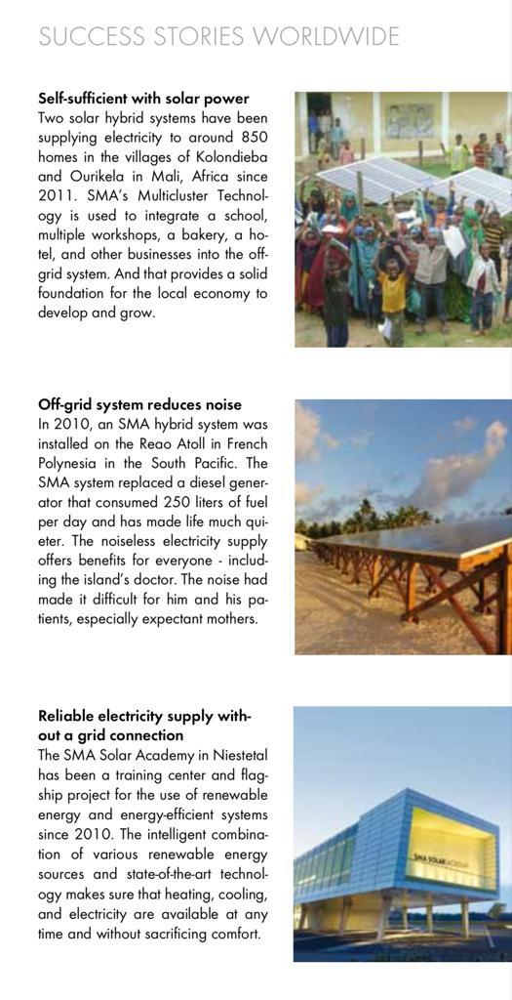 SUCCESS STORIES WORLDWIDE
Self-sufficient with solar power
Two solar hybrid systems have been
supplying electricity to around 850
homes in the villages of Kolondieba
and Ourikela in Mali, Africa since
2011. SMA's Multicluster Technol-
ogy is used to integrate a school,
multiple workshops, a bakery, a ho-
tel, and other businesses into the off-
grid system. And that provides a solid
foundation for the local economy to
develop and grow.
Off-grid system reduces noise
In 2010, an SMA hybrid system was
installed on the Reao Atoll in French
Polynesia in the South Pacific. The
SMA system replaced a diesel gener-
ator that consumed 250 liters of fuel
per day and has made life much qui-
eter. The noiseless electricity supply
offers benefits for everyone - includ-
ing the island's doctor. The noise had
made it difficult for him and his pa-
tients, especially expectant mothers.
Reliable electricity supply with-
out a grid connection
The SMA Solar Academy in Niestetal
has been a training center and flag-
ship project for the use of renewable
energy and energy-efficient systems
since 2010. The intelligent combina-
tion of various renewable energy
sources and state-of-the-art technol-
ogy makes sure that heating, cooling,
and electricity are available at any
time and without sacrificing comfort.
SMA SOLAR ACADEMY